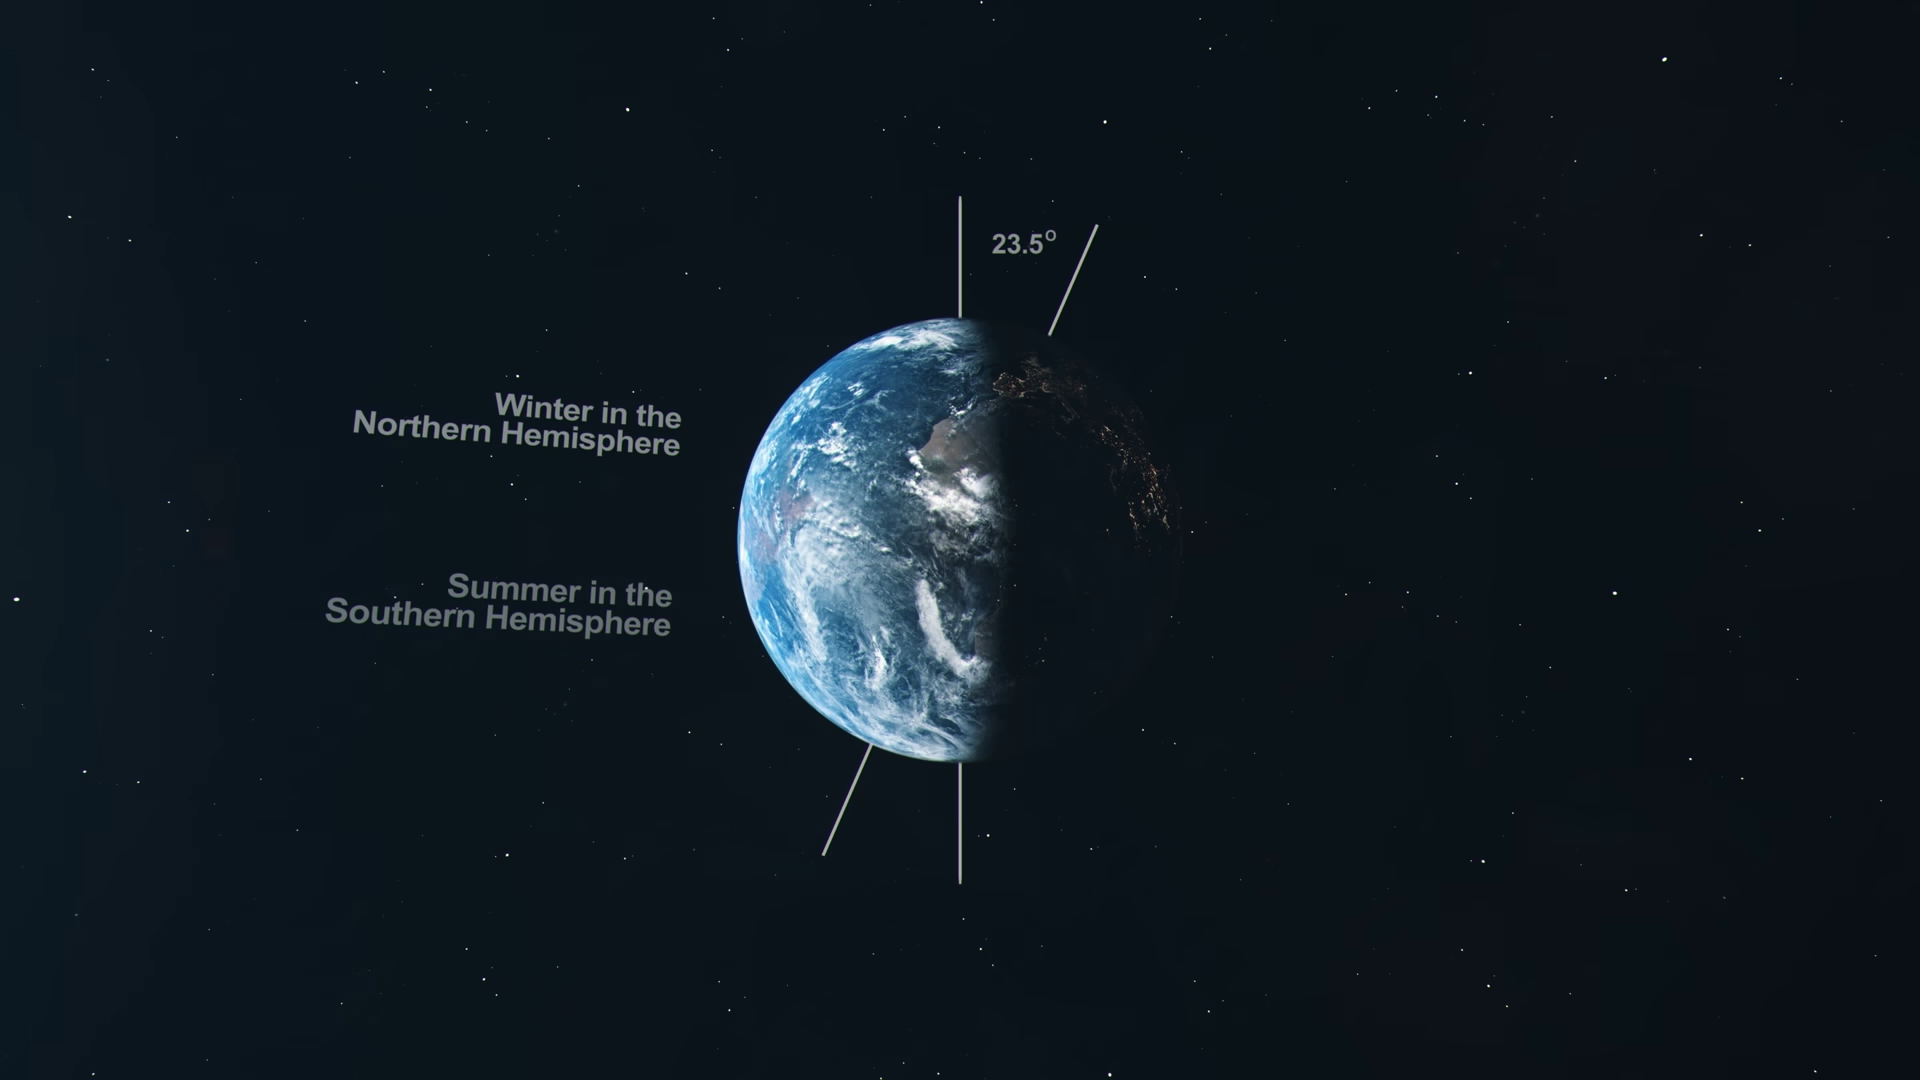 23.5°
Winter in the
Northern Hemisphere
Summer in the
Southern Hemisphere